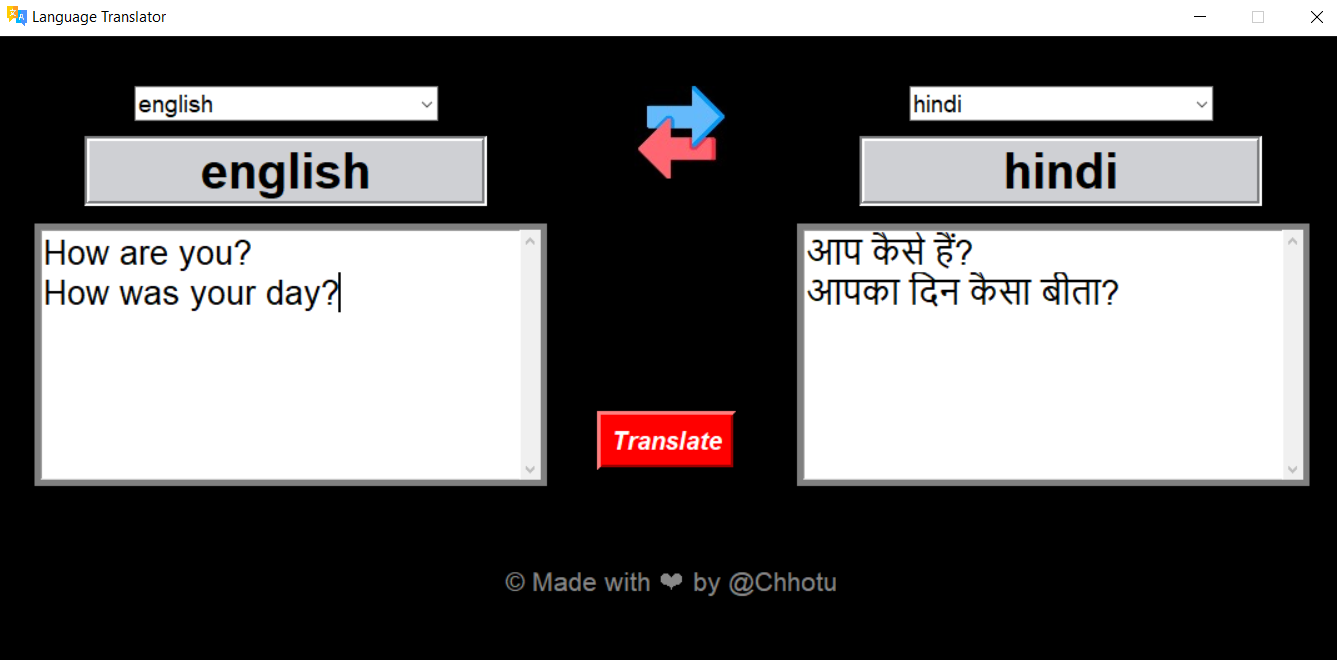 Language Translator
english
hindi
english
hindi
How are you?
How was your day?
आप कैसे हैं?
आपका दिन कैसा बीता?
Translate
© Made with ❤ by @Chhotu